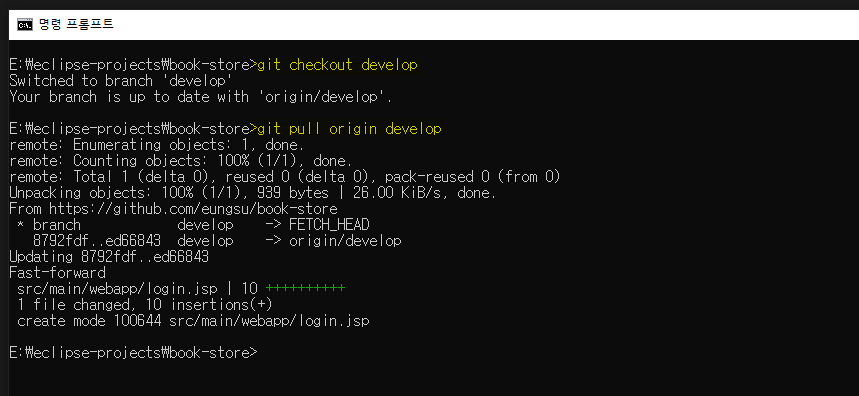 명령 프롬프트
E:₩eclipse-projects₩book-store>git checkout develop
Switched to branch 'develop'
Your branch is up to date with 'origin/develop'.
E:₩eclipse-projects₩book-store>git pull origin develop
remote: Enumerating objects: 1, done.
remote: Counting objects: 100% (1/1), done.
remote: Total 1 (delta 0), reused 0 (delta 0), pack-reused 0 (from 0)
Unpacking objects: 100% (1/1), 939 bytes | 26.00 KiB/s, done.
From https://github.com/eungsu/book-store
 * branch            develop    -> FETCH_HEAD
   8792fdf..ed66843  develop    -> origin/develop
Updating 8792fdf..ed66843
Fast-forward
 src/main/webapp/login.jsp | 10 ++++++++++
 1 file changed, 10 insertions(+)
 create mode 100644 src/main/webapp/login.jsp
E:₩eclipse-projects₩book-store>